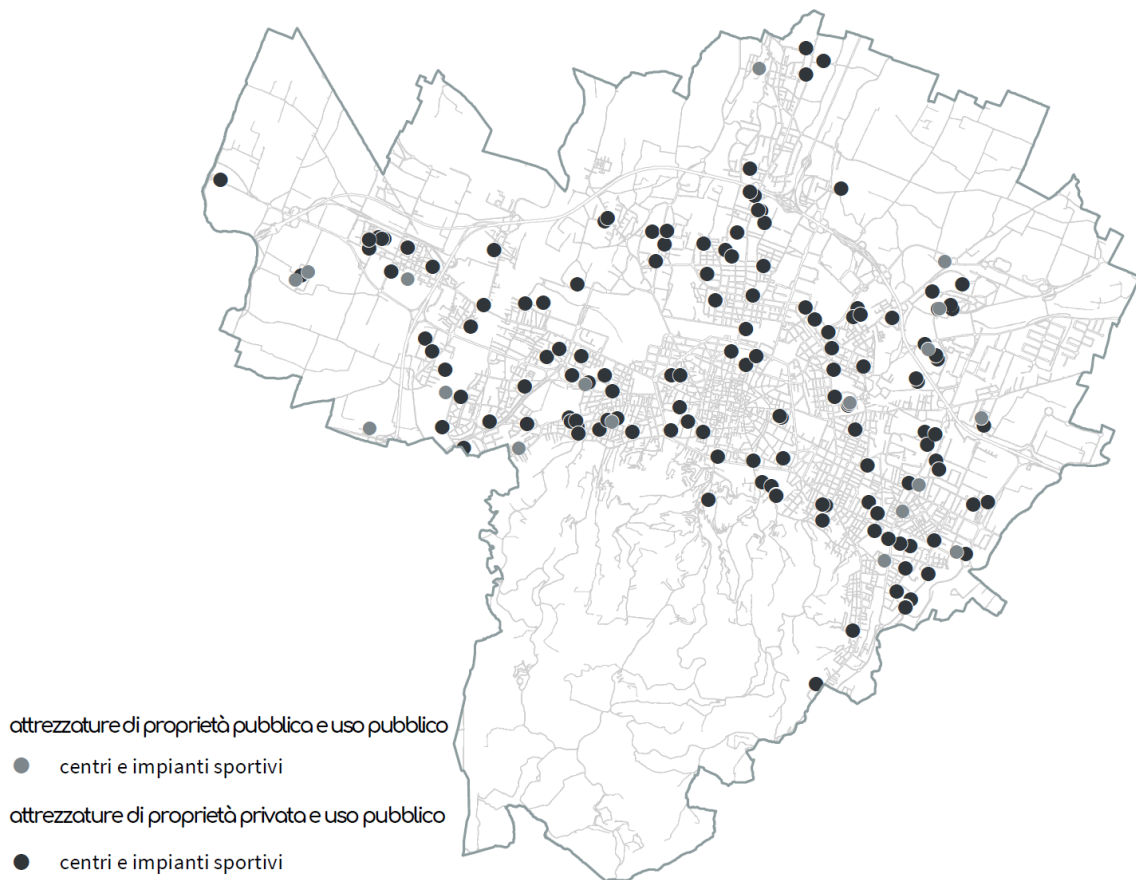 attrezzature di proprietà pubblica e uso pubblico
centri e impianti sportivi
attrezzature di proprietà privata e uso pubblico
centri e impianti sportivi